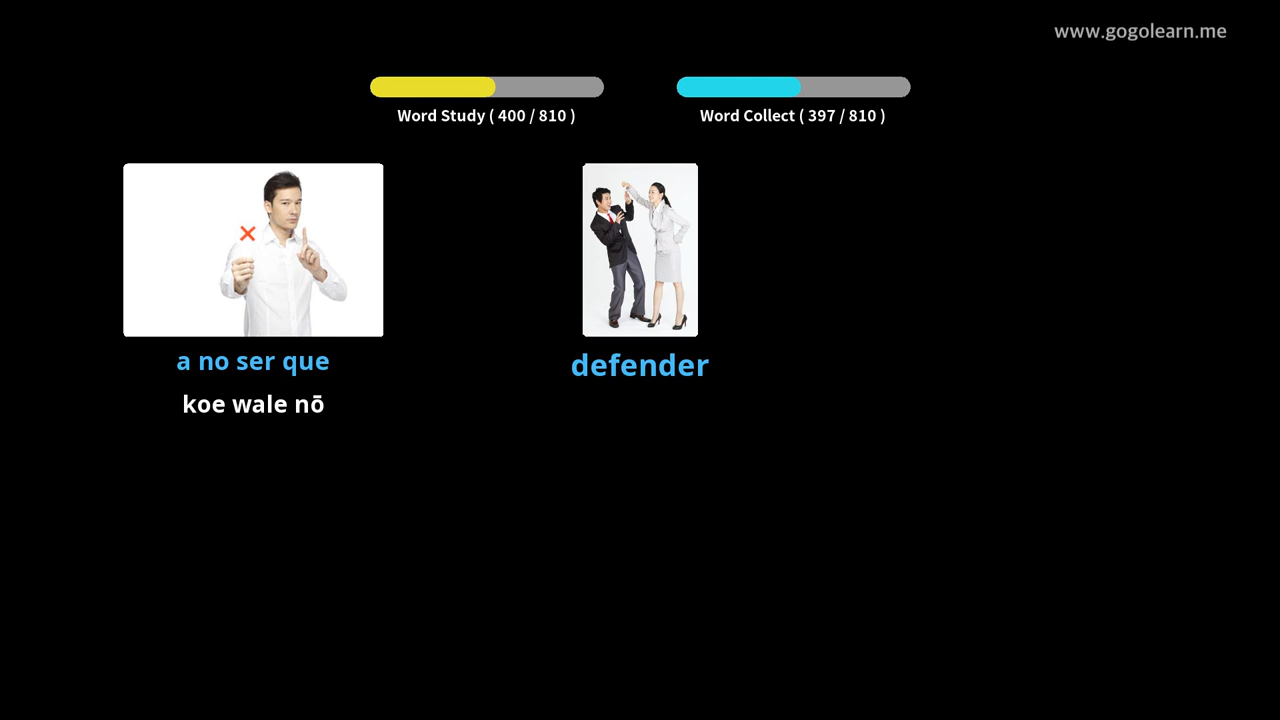 www.gogolearn.me
Word Study ( 400 / 810 )
Word Collect ( 397 / 810 )
a no ser que
koe wale nō
defender